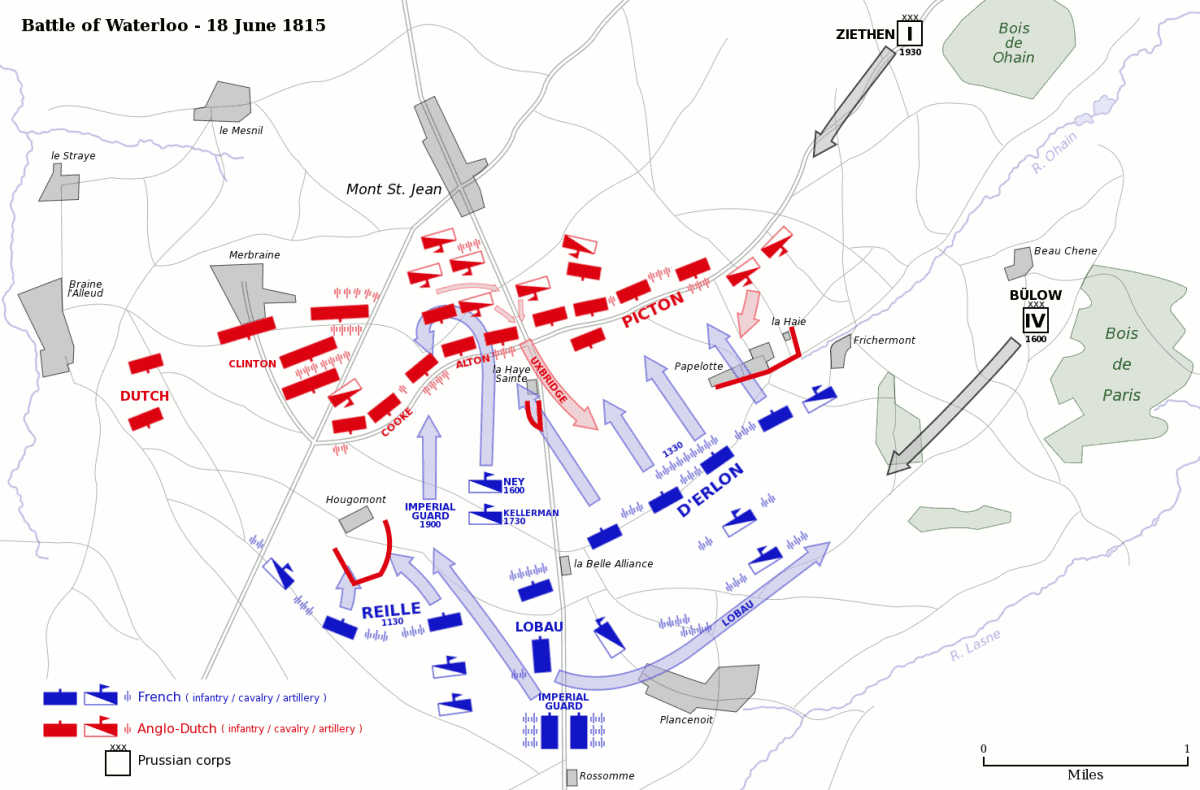 Battle of Waterloo - 18 June 1815
xxx
ZIETHEN I
1930
Bois
de
Ohain
le Mesnil
le Straye
R. Ohain
Mont St. Jean
Merbraine
Beau Chene
Braine
l'Alleud
BÜLOW
xxx
IV
1600
PICTON
la Haie
Frichermont
Bois
de
Paris
CLINTON
ALTON
la Haye
Sainte
UXBRIDGE
Papelotte
DUTCH
COOKE
1330
D'ERLON
Hougomont
NEY
1600
IMPERIAL
GUARD
1900
KELLERMAN
1730
la Belle Alliance
REILLE
1130
LOBAU
LOBAU
R. Lasne
French ( infantry / cavalry / artillery )
IMPERIAL
GUARD
Plancenoit
Anglo-Dutch ( infantry / cavalry / artillery )
xxx
Prussian corps
Rossomme
0 1
Miles